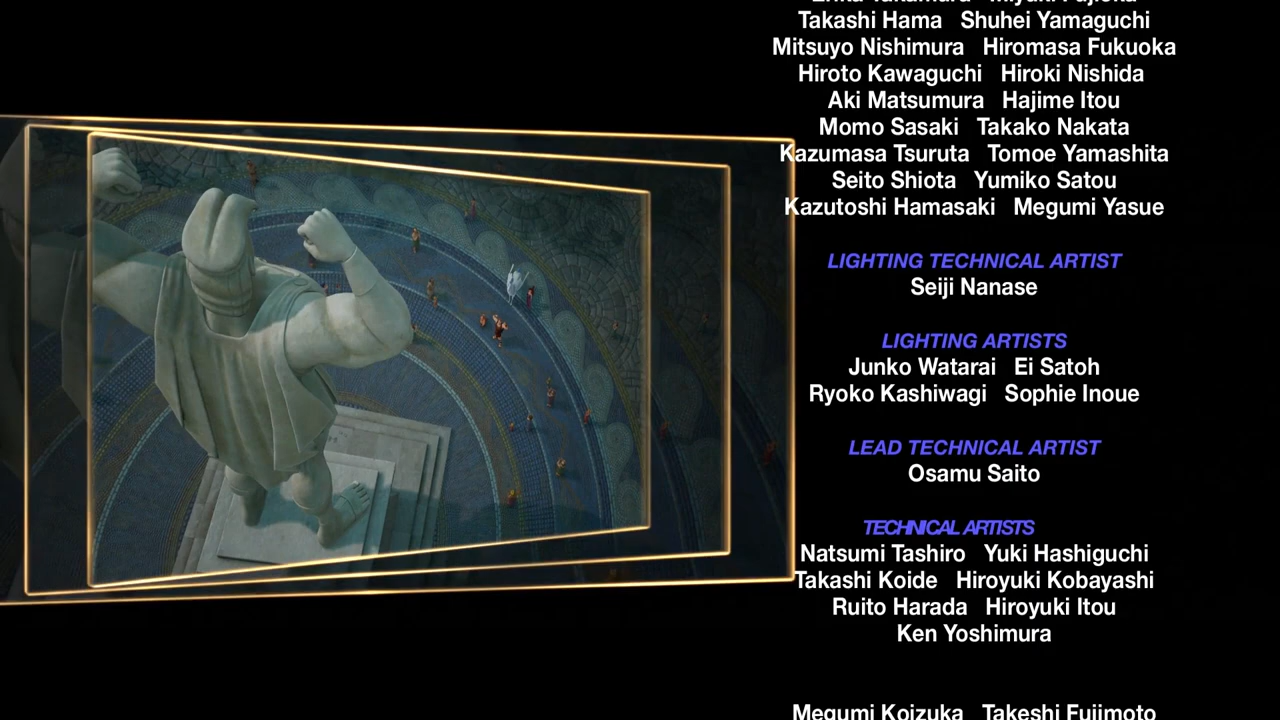 Takashi Hama Shuhei Yamaguchi
Mitsuyo Nishimura Hiromasa Fukuoka
Hiroto Kawaguchi Hiroki Nishida
Aki Matsumura Hajime Itou
Momo Sasaki Takako Nakata
Kazumasa Tsuruta Tomoe Yamashita
Seito Shiota Yumiko Satou
Kazutoshi Hamasaki Megumi Yasue
LIGHTING TECHNICAL ARTIST
Seiji Nanase
LIGHTING ARTISTS
Junko Watarai Ei Satoh
Ryoko Kashiwagi Sophie Inoue
LEAD TECHNICAL ARTIST
Osamu Saito
TECHNICAL ARTISTS
Natsumi Tashiro Yuki Hashiguchi
Takashi Koide Hiroyuki Kobayashi
Ruito Harada Hiroyuki Itou
Ken Yoshimura
Megumi Koizuka Takeshi Fujimoto